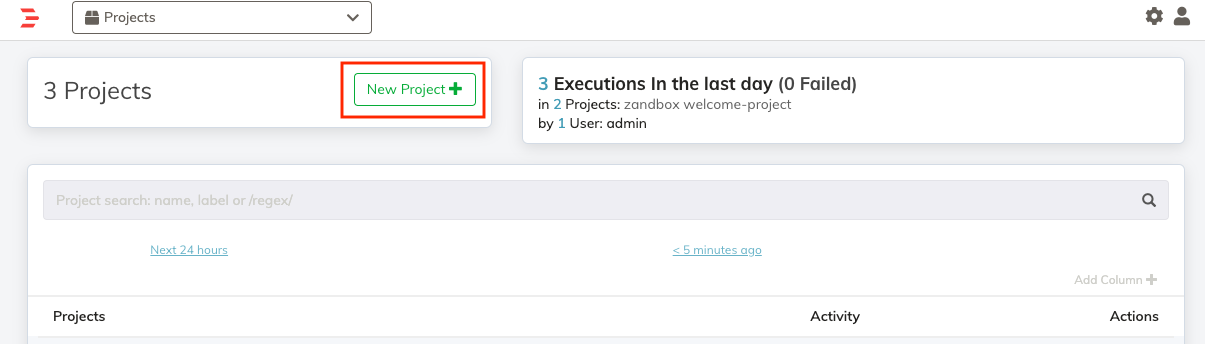 Projects
3 Projects
New Project
3 Executions In the last day (0 Failed)
in 2 Projects: zandbox welcome-project
by 1 User: admin
Project search: name, label or /regex/
Next 24 hours
< 5 minutes ago
Add Column
Projects
Activity
Actions